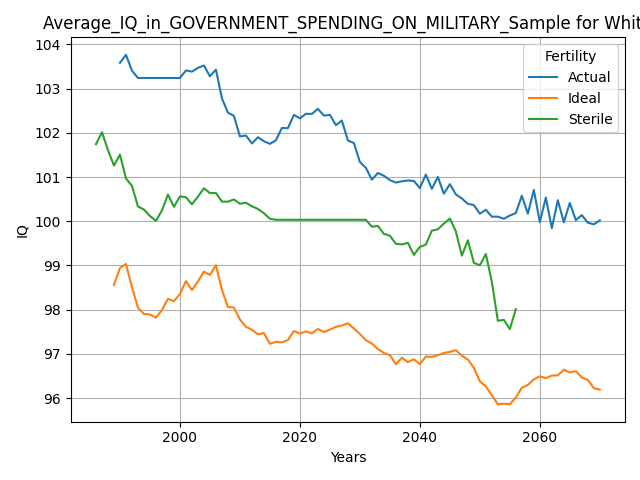 Average_IQ_in_GOVERNMENT_SPENDING_ON_MILITARY_Sample for Whit
104
103
102
101
100
99
98
97
96
IQ
Fertility
Actual
Ideal
Sterile
2000
2020
2040
2060
Years